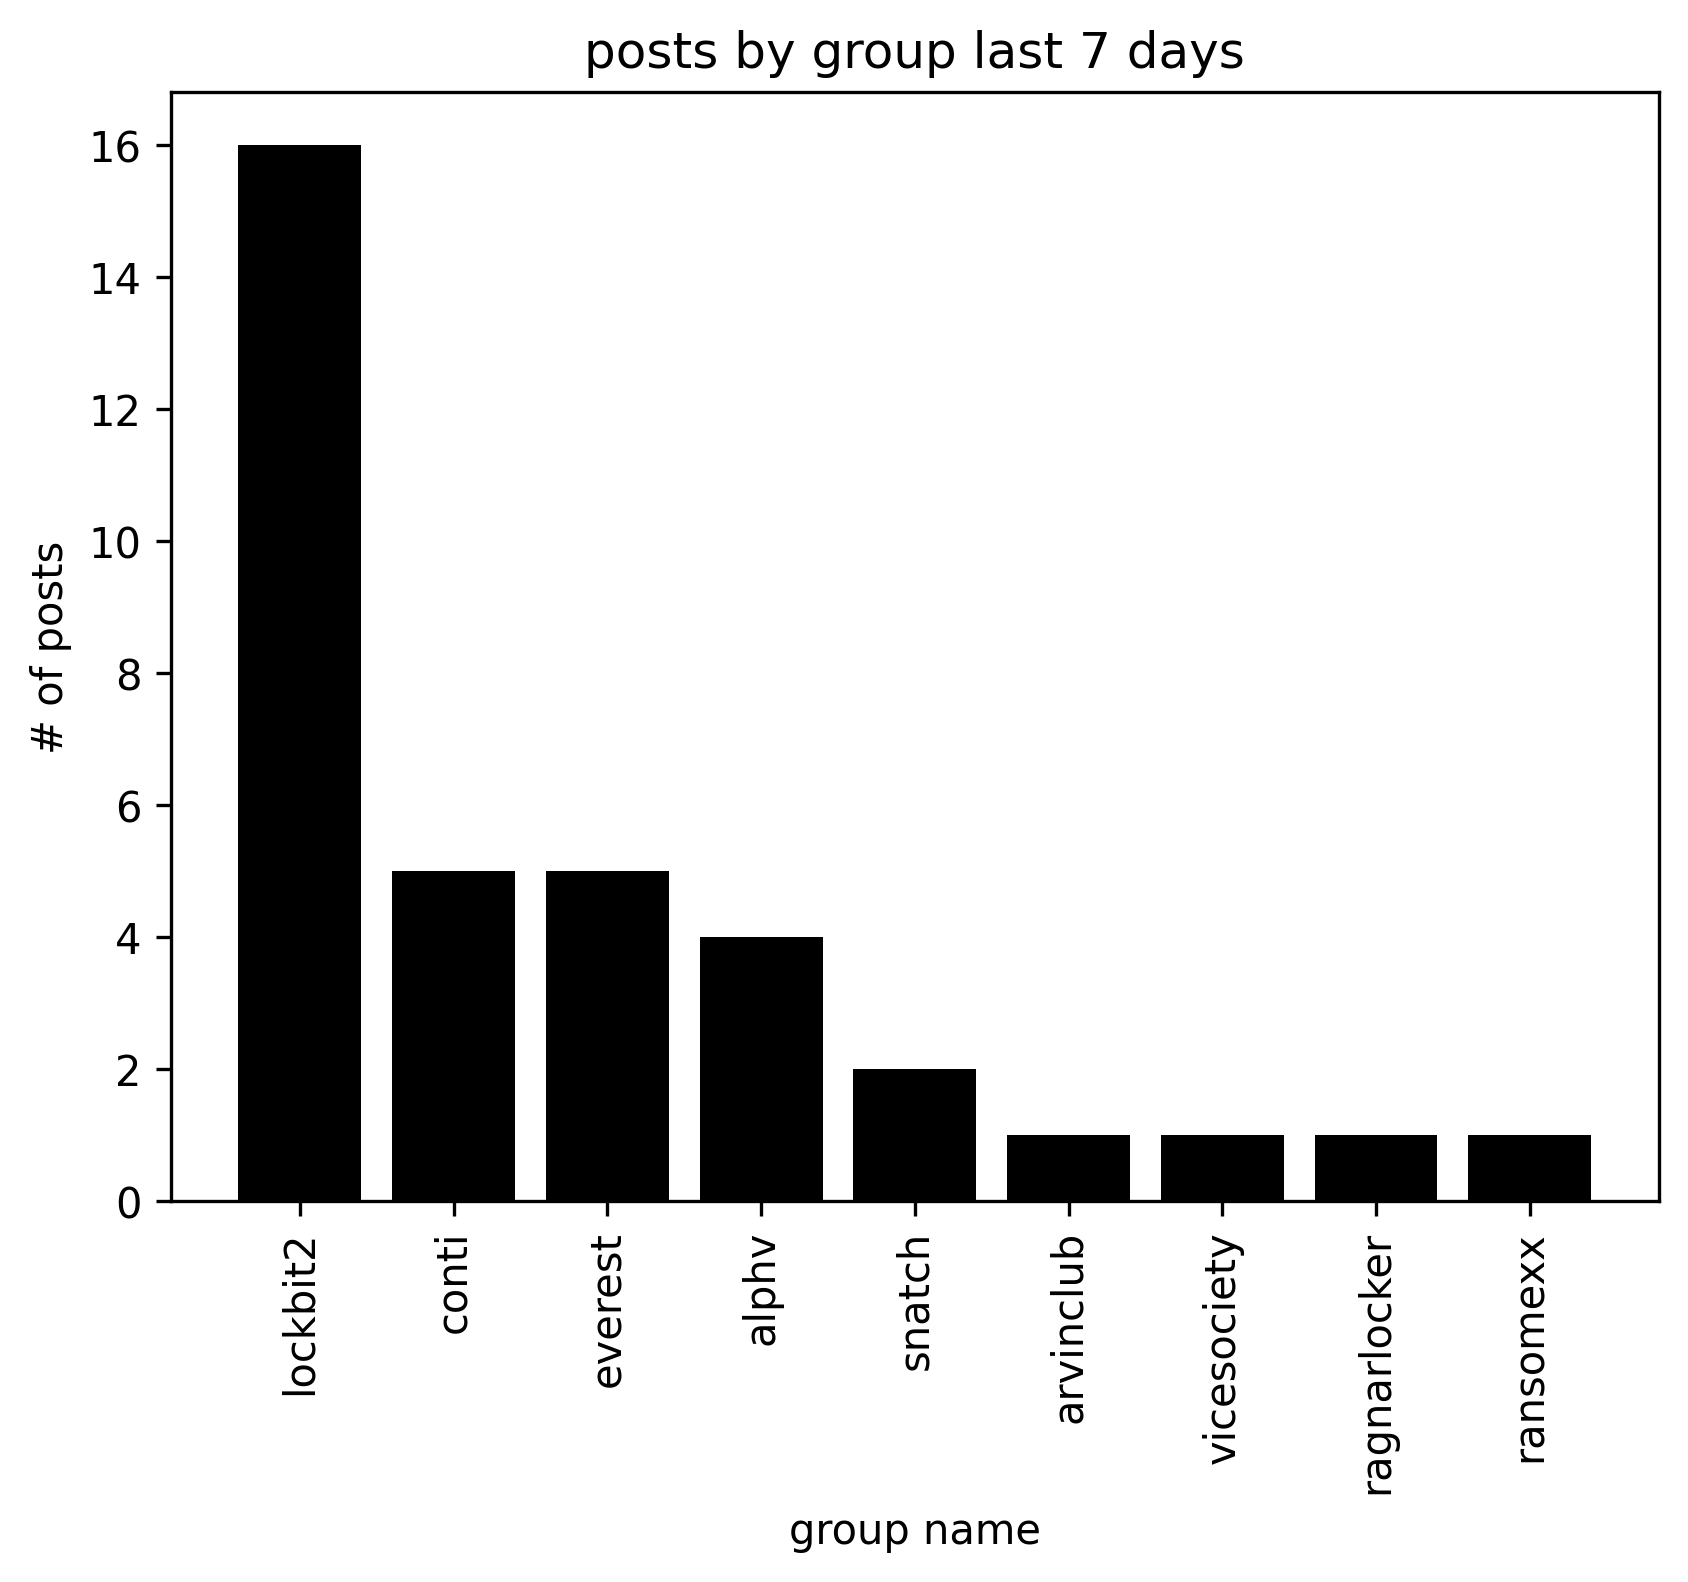 posts by group last 7 days
# of posts
16
14
12
10
8
6
4
2
0
lockbit2
conti
everest
alphv
snatch
arvinclub
vicesociety
ragnarlocker
ransomexx
group name